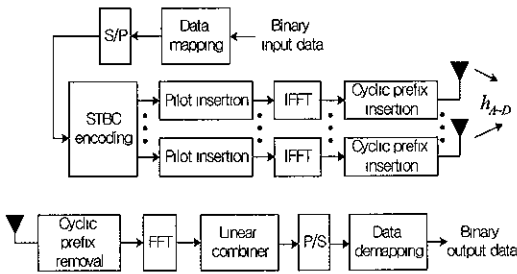 S/P
Data
mapping
Binary
input data
STBC
encoding
Pilot insertion
IFFT
Cyclic prefix
insertion
h_{A-D}
Pilot insertion
IFFT
Cyclic prefix
insertion
Cyclic
prefix
removal
FFT
Linear
combiner
P/S
Data
demapping
Binary
output data